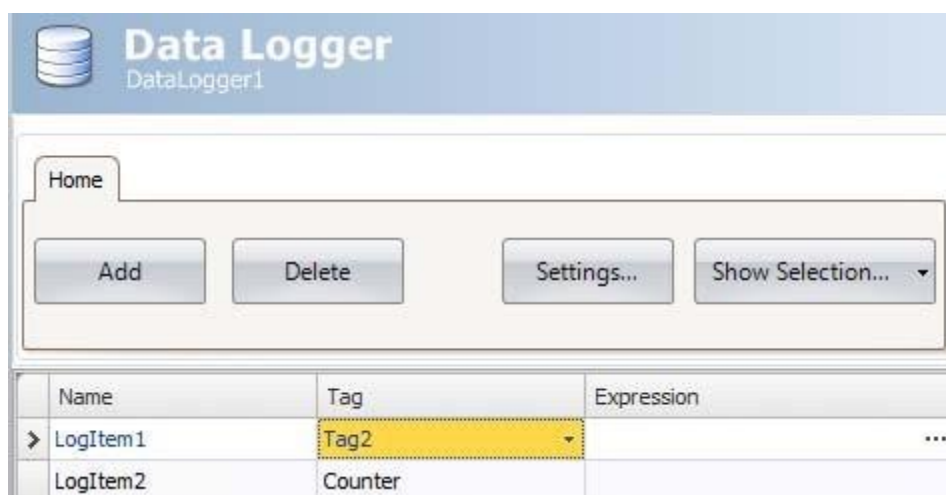 Data Logger
DataLogger1
Home
Add Delete Settings... Show Selection...
Name Tag Expression
LogItem1 Tag2 ...
LogItem2 Counter